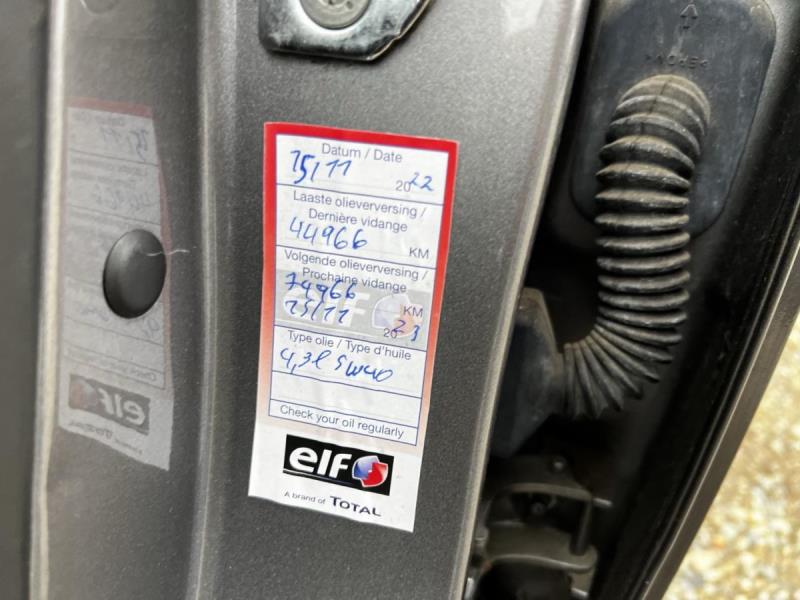 Datum / Date
15/11 2022
Laaste olieverversing /
Dernière vidange
44966 KM
Volgende olieverversing /
Prochaine vidange
74966 KM
15/11 2023
Type olie / Type d'huile
4,3l 5W40
Check your oil regularly
elf
A brand of TOTAL
>EPDM<